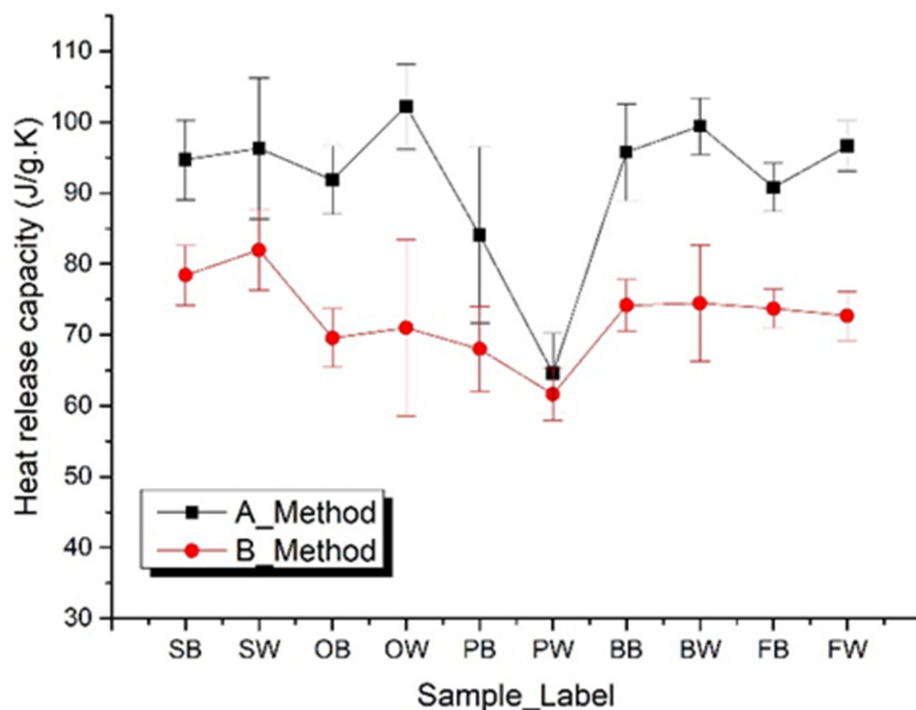 Heat release capacity (J/g.K)
110
100
90
80
70
60
50
40
30
A_Method
B_Method
SB SW OB OW PB PW BB BW FB FW
Sample_Label